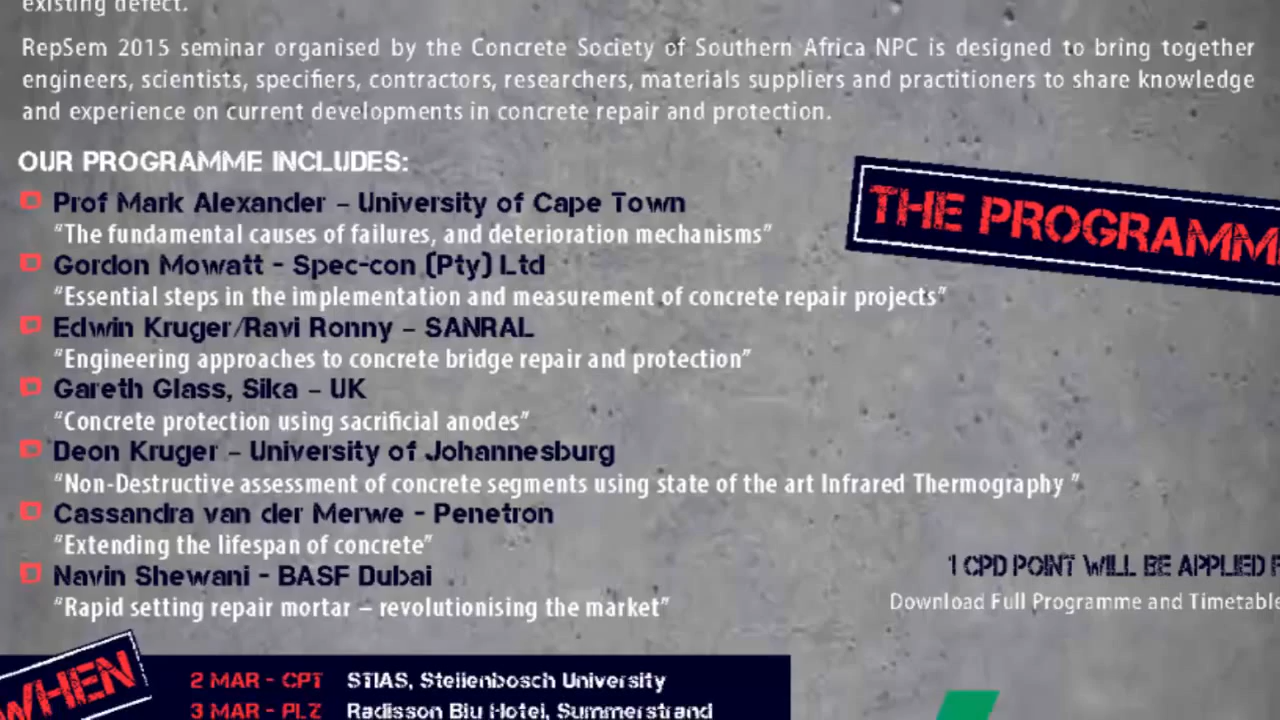 existing defect.
RepSem 2015 seminar organised by the Concrete Society of Southern Africa NPC is designed to bring together
engineers, scientists, specifiers, contractors, researchers, materials suppliers and practitioners to share knowledge
and experience on current developments in concrete repair and protection.
OUR PROGRAMME INCLUDES:
Prof Mark Alexander – University of Cape Town
“The fundamental causes of failures, and deterioration mechanisms”
THE PROGRAMM
Gordon Mowatt - Spec-con (Pty) Ltd
“Essential steps in the implementation and measurement of concrete repair projects”
Edwin Kruger/Ravi Ronny – SANRAL
“Engineering approaches to concrete bridge repair and protection”
Gareth Glass, Sika – UK
“Concrete protection using sacrificial anodes”
Deon Kruger – University of Johannesburg
“Non-Destructive assessment of concrete segments using state of the art Infrared Thermography ”
Cassandra van der Merwe - Penetron
“Extending the lifespan of concrete”
Navin Shewani - BASF Dubai
“Rapid setting repair mortar – revolutionising the market”
1 CPD POINT WILL BE APPLIED
Download Full Programme and Timetable
WHEN
2 MAR - CPT STIAS, Stellenbosch University
3 MAR - PLZ Radisson Blu Hotel, Summerstrand